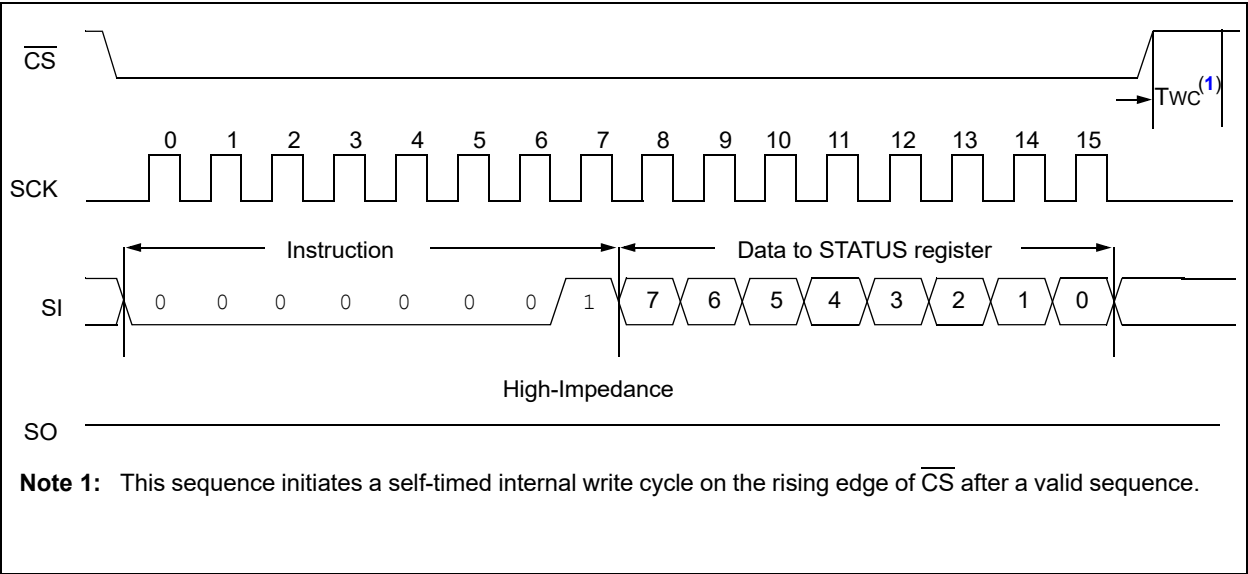 CS
TWC(1)
0 1 2 3 4 5 6 7 8 9 10 11 12 13 14 15
SCK
Instruction
Data to STATUS register
SI
0 0 0 0 0 0 0 1 7 6 5 4 3 2 1 0
High-Impedance
SO
Note 1: This sequence initiates a self-timed internal write cycle on the rising edge of CS after a valid sequence.